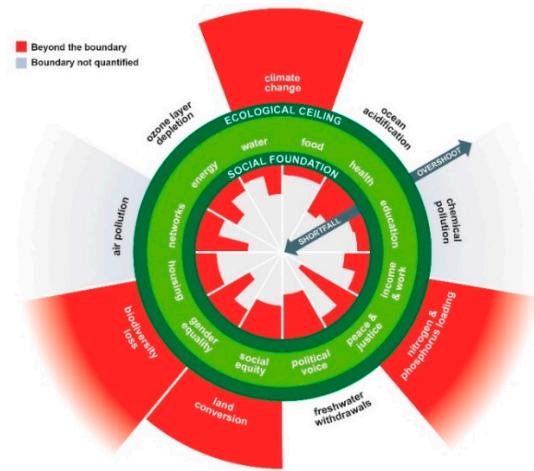 Beyond the boundary
Boundary not quantified
climate
change
ozone layer
depletion
ocean
acidification
ECOLOGICAL CEILING
water
food
energy
health
SOCIAL FOUNDATION
OVERSHOOT
SHORTFALL
air pollution
networks
education
chemical
pollution
housing
income
& work
gender
equality
peace &
justice
social
equity
political
voice
biodiversity
loss
nitrogen &
phosphorus loading
land
conversion
freshwater
withdrawals